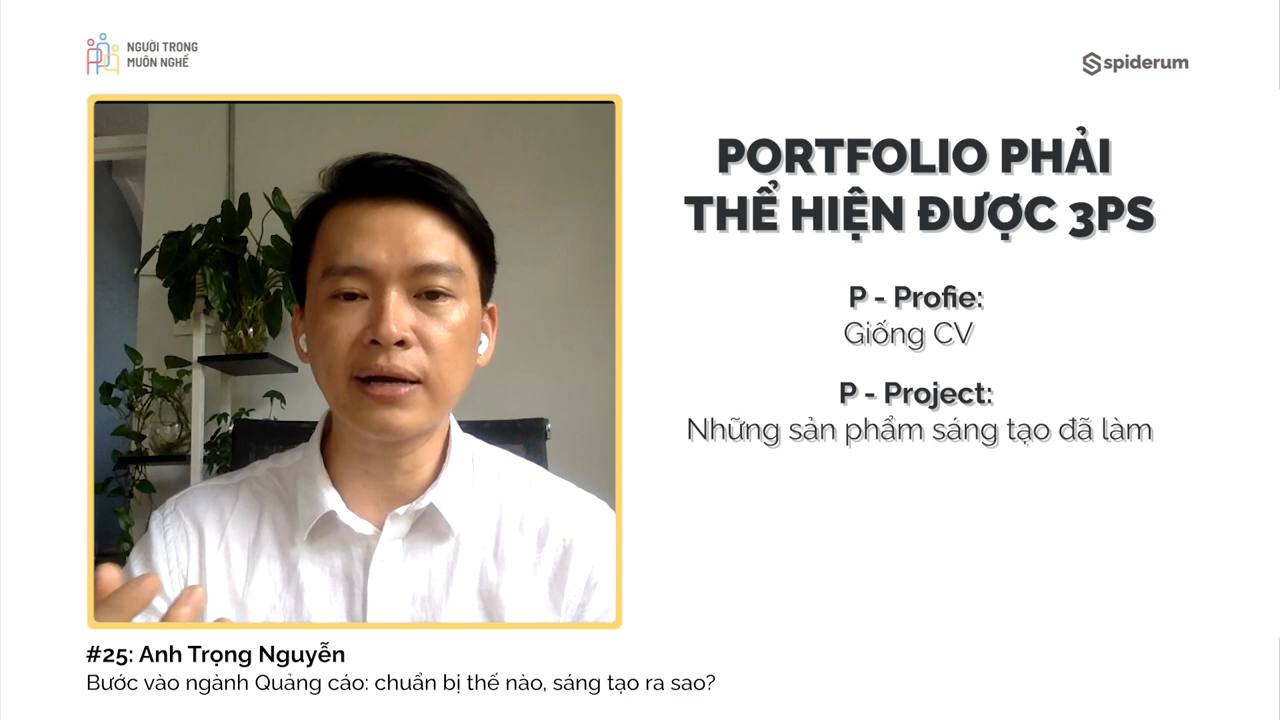 NGƯỜI TRONG
MUÔN NGHỀ
spiderum
PORTFOLIO PHẢI
THỂ HIỆN ĐƯỢC 3PS
P - Profie:
Giống CV
P - Project:
Những sản phẩm sáng tạo đã làm
#25: Anh Trọng Nguyễn
Bước vào ngành Quảng cáo: chuẩn bị thế nào, sáng tạo ra sao?